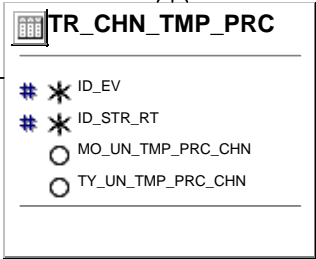 TR_CHN_TMP_PRC
# * ID_EV
# * ID_STR_RT
MO_UN_TMP_PRC_CHN
TY_UN_TMP_PRC_CHN